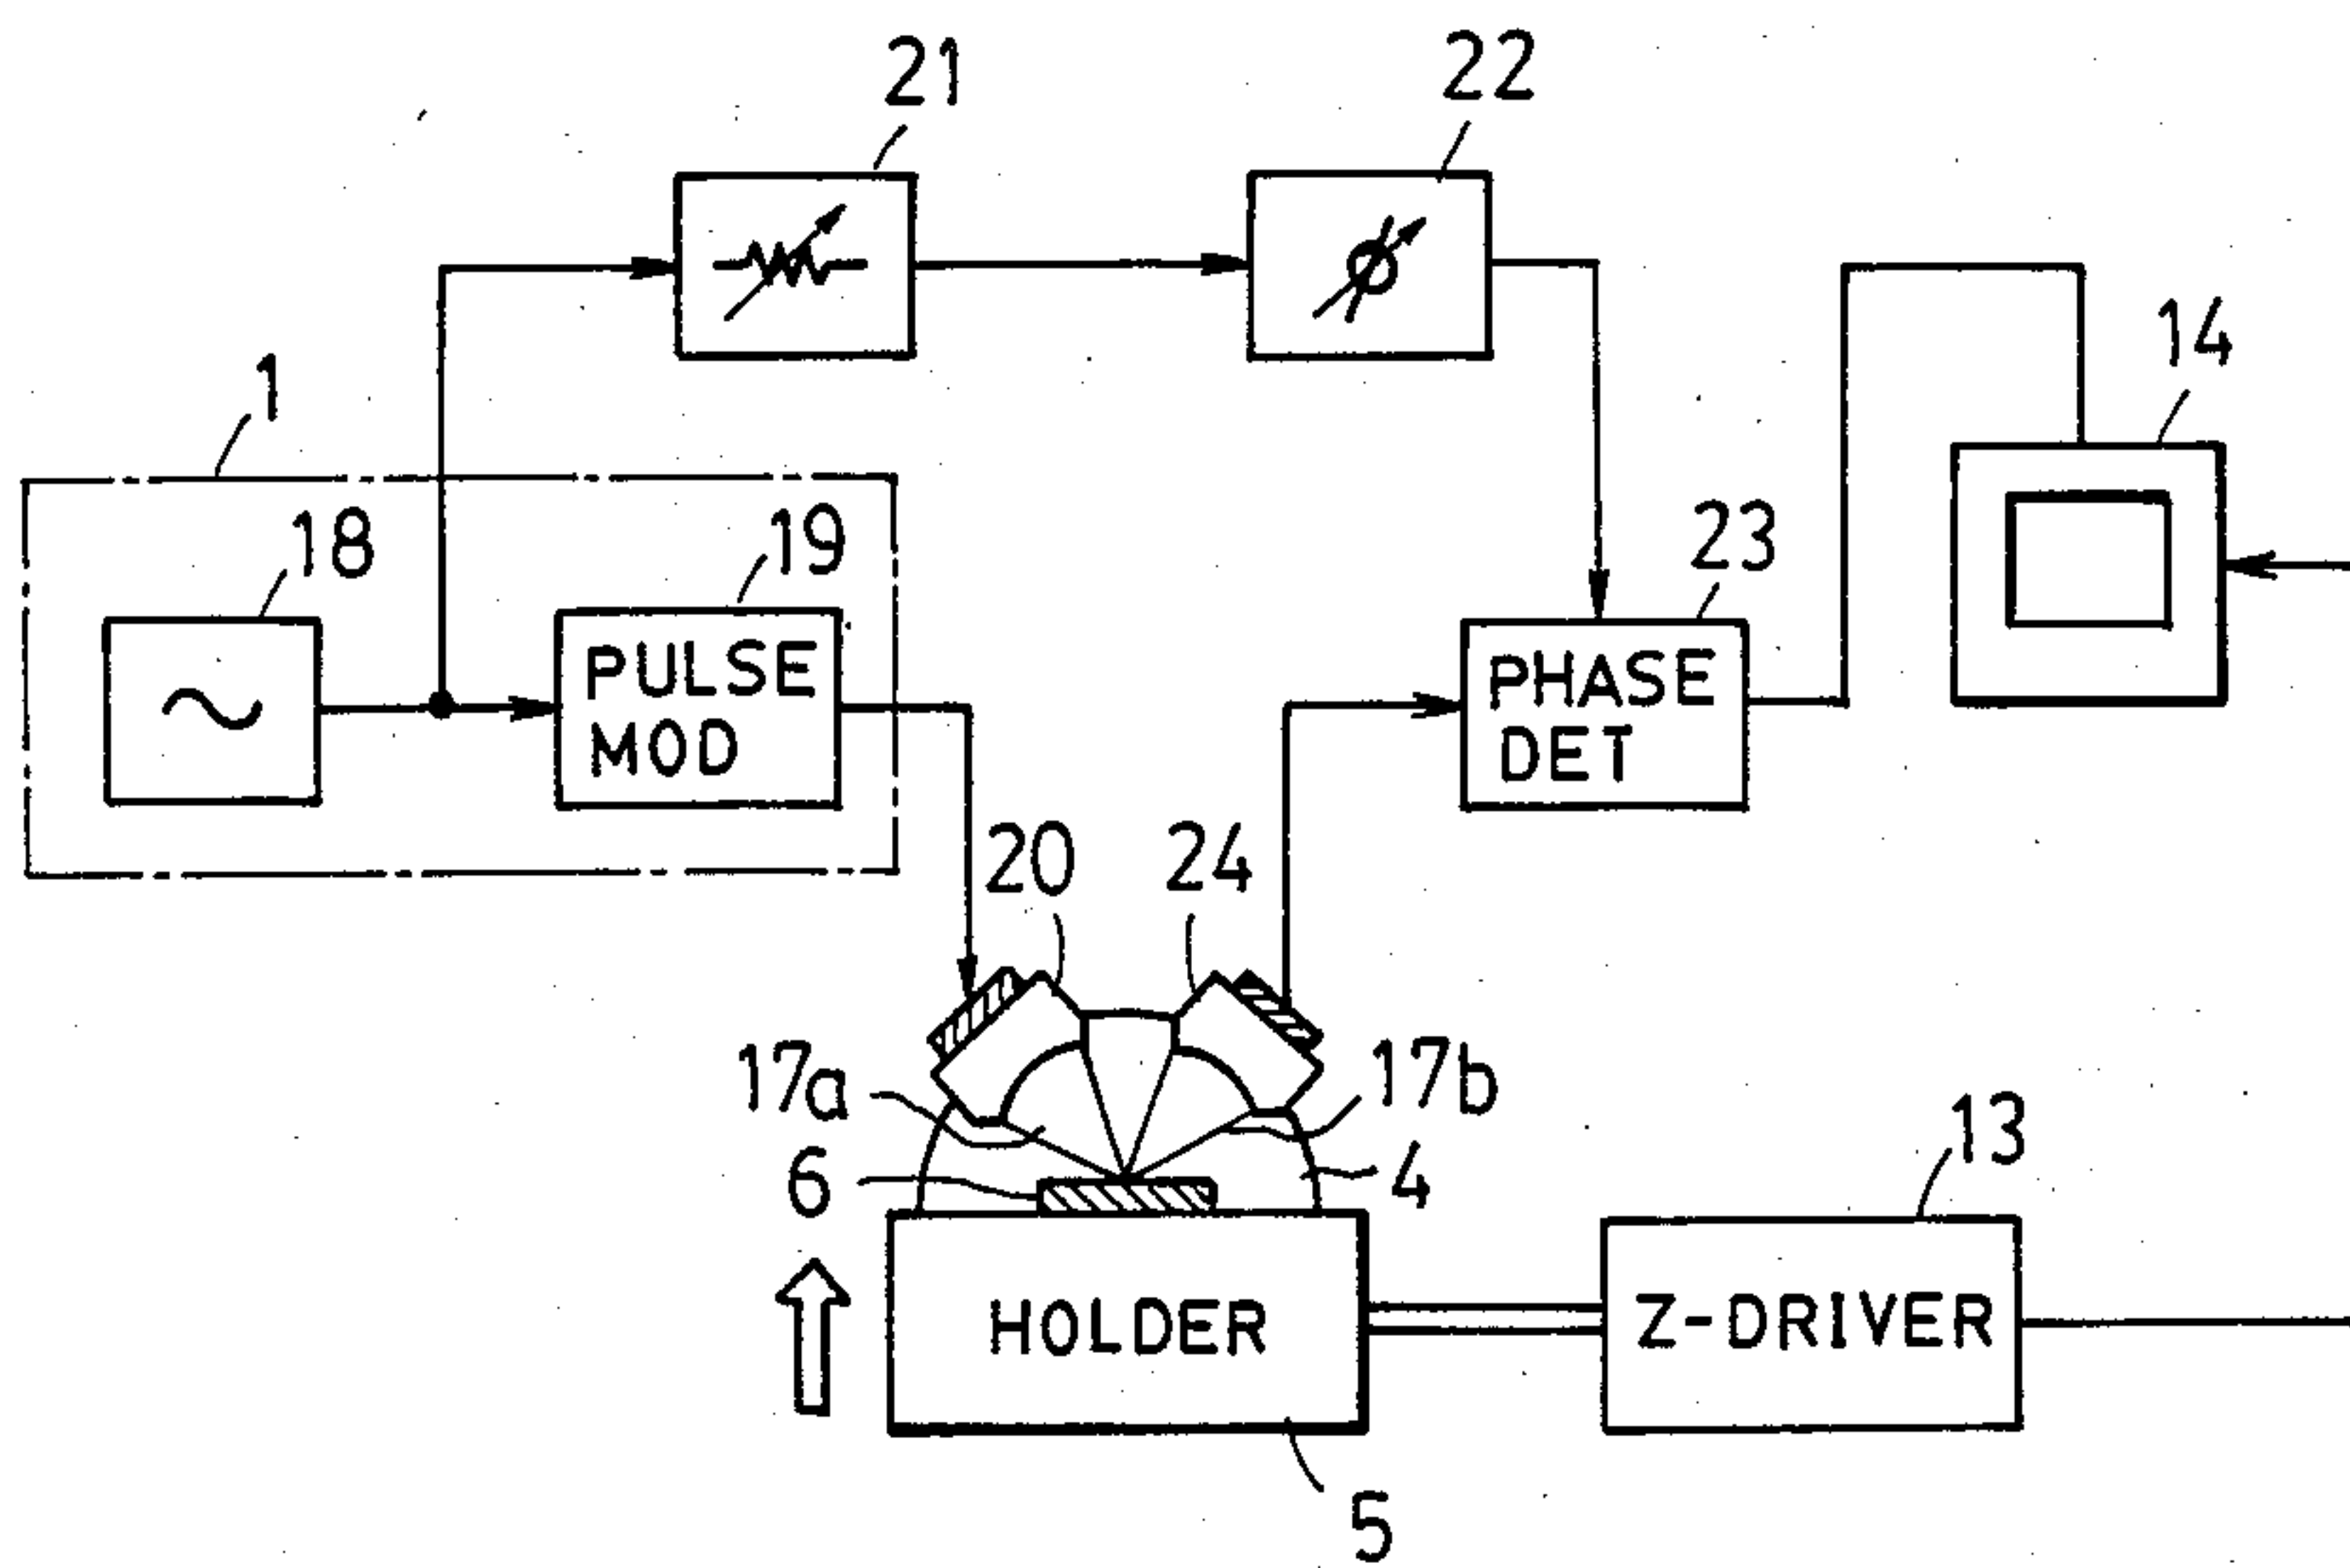 21
22
1
14
18
19
23
PULSE
MOD
PHASE
DET
20
24
17a
17b
6
4
13
HOLDER
Z-DRIVER
5